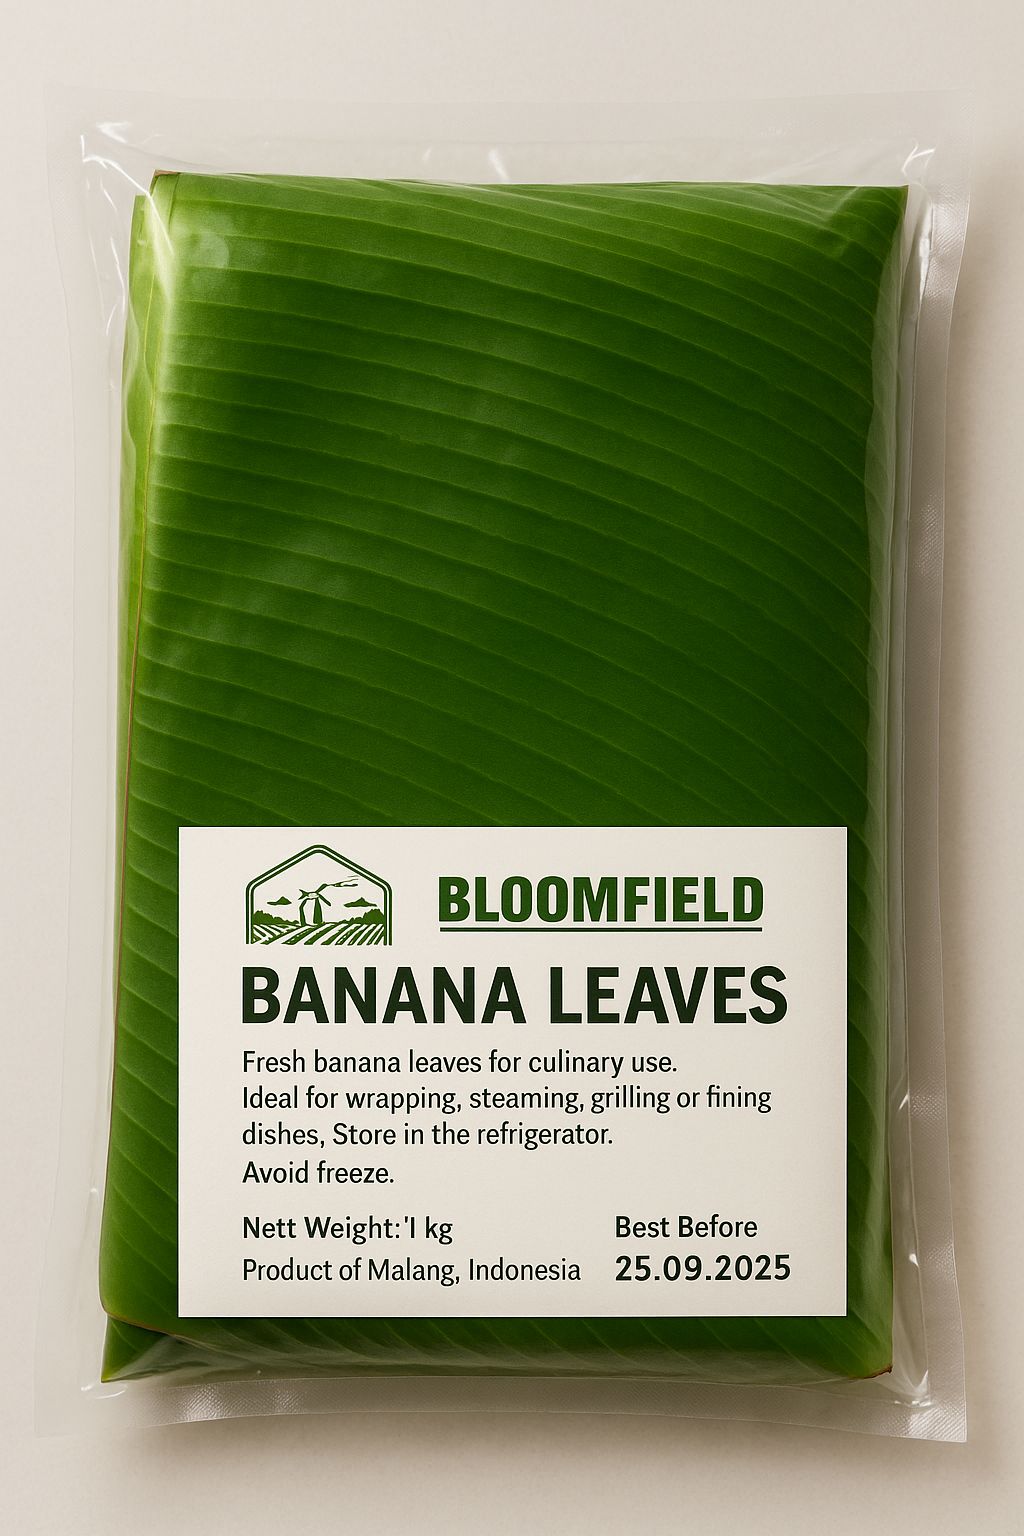 BLOOMFIELD
BANANA LEAVES
Fresh banana leaves for culinary use.
Ideal for wrapping, steaming, grilling or fining
dishes, Store in the refrigerator.
Avoid freeze.
Nett Weight: '1 kg
Product of Malang, Indonesia
Best Before
25.09.2025